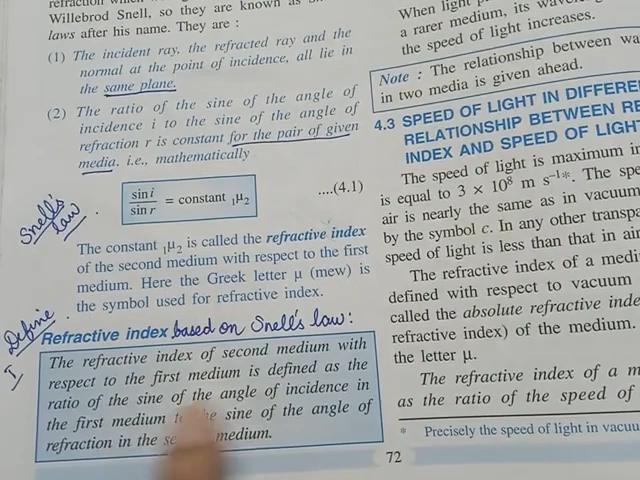 Willebrod Snell, so they are known as
laws after his name. They are :
(1) The incident ray, the refracted ray and the
normal at the point of incidence, all lie in
the same plane.
(2) The ratio of the sine of the angle of
incidence i to the sine of the angle of
refraction r is constant for the pair of given
media. i.e., mathematically
Snell's
law
sin i / sin r = constant ₁μ₂ ....(4.1)
The constant ₁μ₂ is called the refractive index
of the second medium with respect to the first
medium. Here the Greek letter μ (mew) is
the symbol used for refractive index.
Define
I
Refractive index based on Snell's law:
The refractive index of second medium with
respect to the first medium is defined as the
ratio of the sine of the angle of incidence in
the first medium sine of the angle of
refraction in the medium.
When light
a rarer medium, its
the speed of light increases.
Note : The relationship between
in two media is given ahead.
4.3 SPEED OF LIGHT IN
RELATIONSHIP BETWEEN
INDEX AND SPEED OF
The speed of light is maximum
is equal to 3 × 10⁸ m s⁻¹*. The
air is nearly the same as in vacuum
by the symbol c. In any other
speed of light is less than that in
The refractive index of a
defined with respect to vacuum
called the absolute refractive
refractive index) of the medium.
the letter μ.
The refractive index of a
as the ratio of the speed of
* Precisely the speed of light in
72